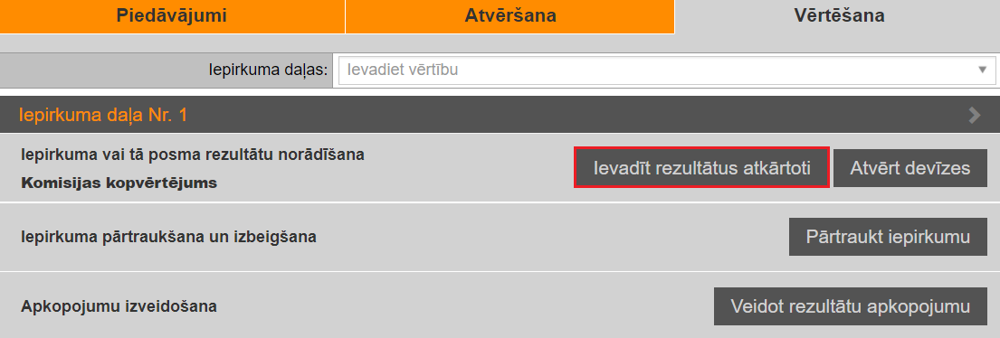 Piedāvājumi Atvēršana Vērtēšana
Iepirkuma daļas: Ievadiet vērtību
Iepirkuma daļa Nr. 1
Iepirkuma vai tā posma rezultātu norādīšana
Komisijas kopvērtējums
Ievadīt rezultātus atkārtoti Atvērt devīzes
Iepirkuma pārtraukšana un izbeigšana Pārtraukt iepirkumu
Apkopojumu izveidošana Veidot rezultātu apkopojumu